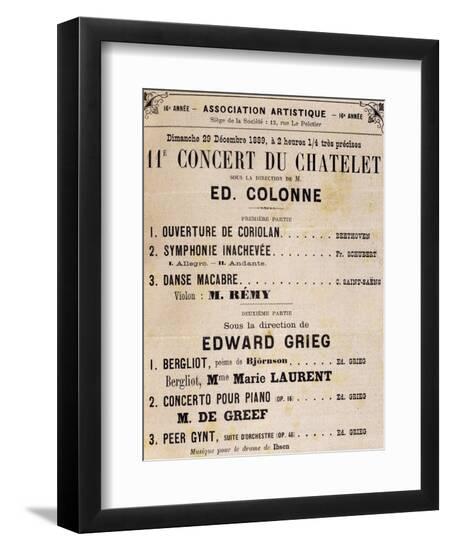 16e ANNÉE — ASSOCIATION ARTISTIQUE — 16e ANNÉE
Siège de la Société : 13, rue Le Peletier
Dimanche 29 Décembre 1889, à 2 heures 1/4 très précises
11E CONCERT DU CHATELET
SOUS LA DIRECTION DE M.
ED. COLONNE
PREMIÈRE PARTIE
1. OUVERTURE DE CORIOLAN....... BEETHOVEN
2. SYMPHONIE INACHEVÉE....... Fr. SCHUBERT
I. Allegro. — II. Andante.
3. DANSE MACABRE........... C. SAINT-SAËNS
Violon : M. RÉMY
DEUXIÈME PARTIE
Sous la direction de
EDWARD GRIEG
1. BERGLIOT, poème de Björnson, ..... Ed. GRIEG
Bergliot, Mme Marie LAURENT
2. CONCERTO POUR PIANO (OP. 16) ..... Ed. GRIEG
M. DE GREEF
3. PEER GYNT, SUITE D'ORCHESTRE (OP. 46) ... Ed. GRIEG
Musique pour le drame de Ibsen